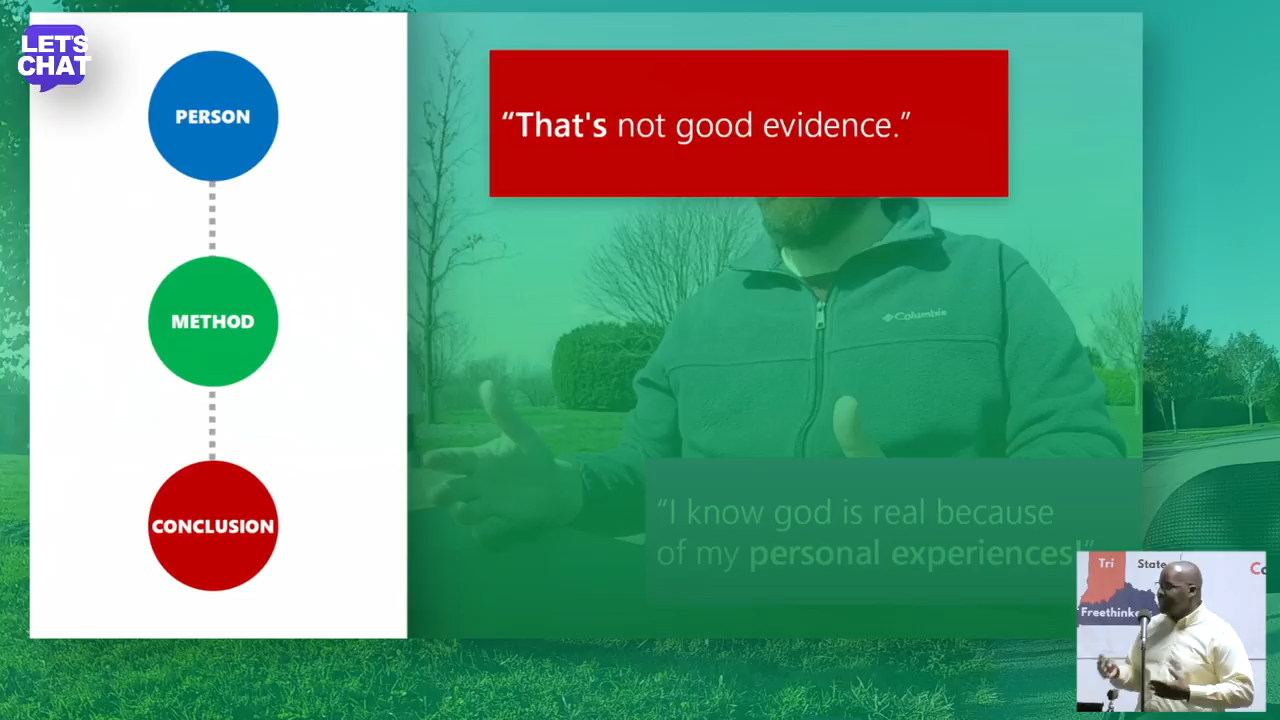 LET'S
CHAT
PERSON
METHOD
CONCLUSION
“That's not good evidence.”
Columbia
“I know god is real because
of my personal experiences!”
Tri
State
Freethinke